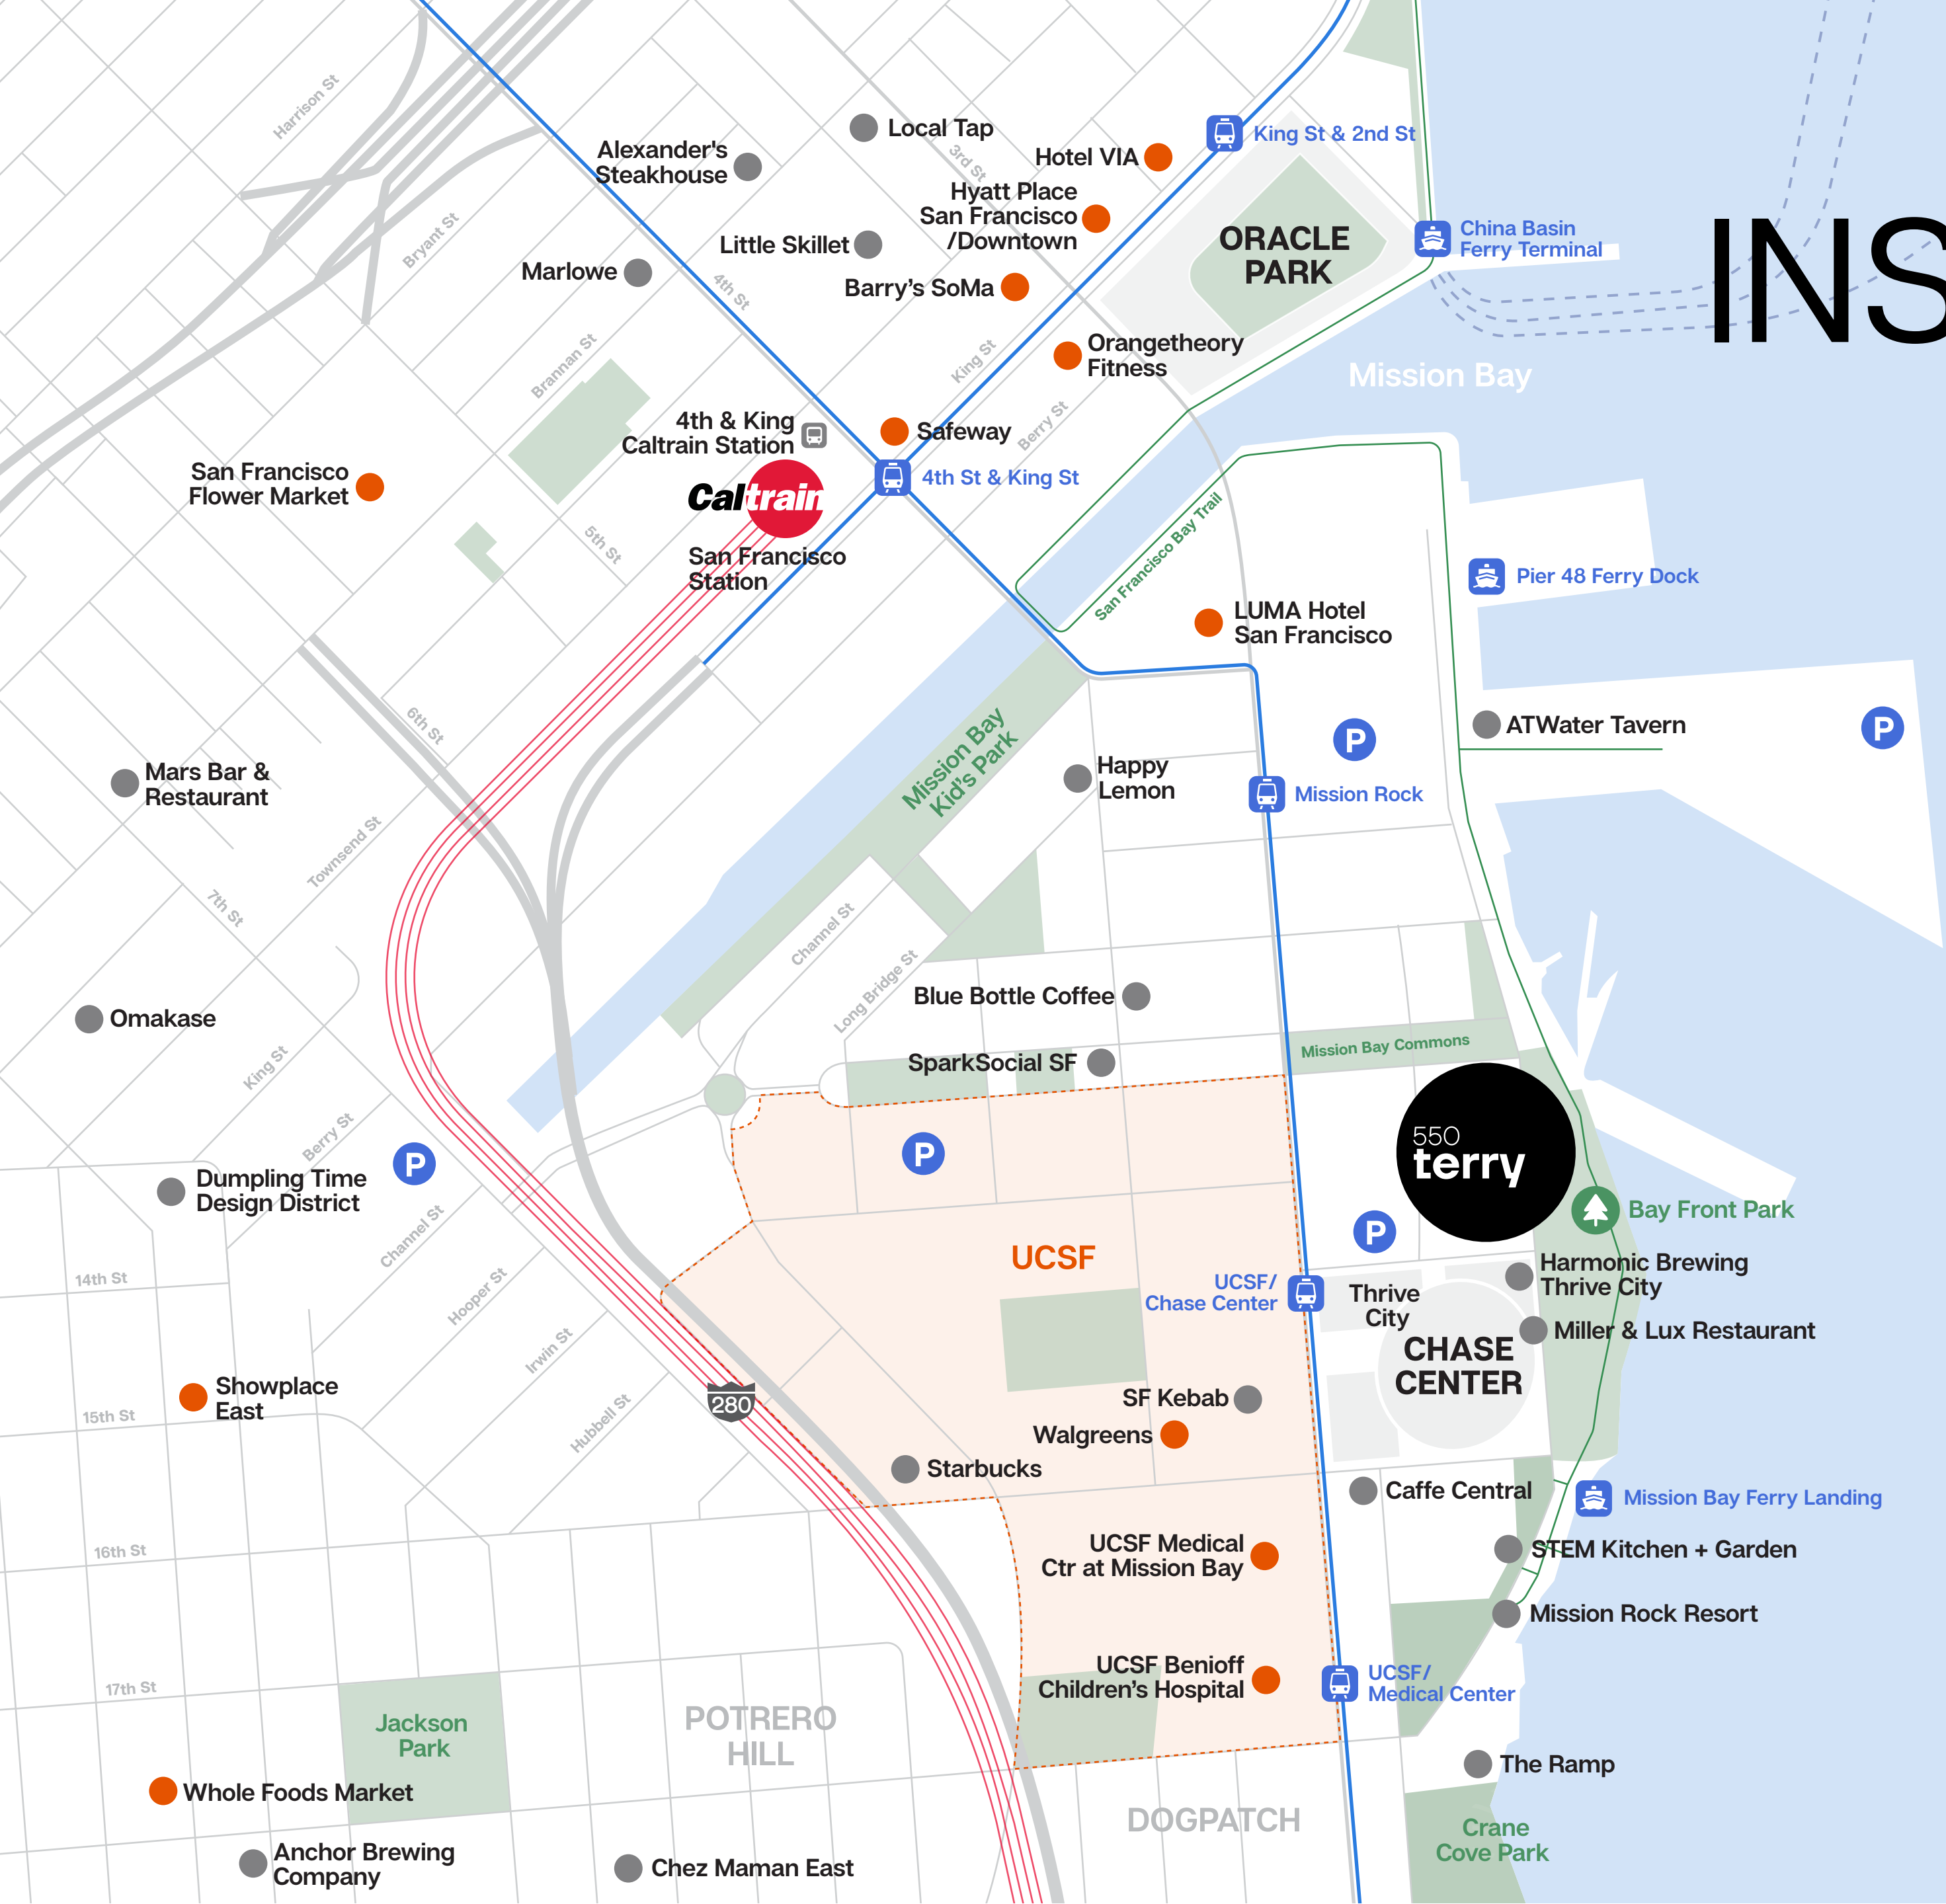 Harrison St
Local Tap
Alexander's
Steakhouse
3rd St
Hotel VIA
King St & 2nd St
Hyatt Place
San Francisco
/Downtown
Bryant St
Little Skillet
ORACLE
PARK
China Basin
Ferry Terminal
INS
Marlowe
4th St
Barry's SoMa
Brannan St
King St
Orangetheory
Fitness
Mission Bay
4th & King
Caltrain Station
Safeway
Berry St
San Francisco
Flower Market
Caltrain
4th St & King St
5th St
San Francisco
Station
San Francisco Bay Trail
Pier 48 Ferry Dock
LUMA Hotel
San Francisco
6th St
ATWater Tavern
P
P
Mission Bay
Kid's Park
Mars Bar &
Restaurant
Happy
Lemon
Mission Rock
Townsend St
7th St
Channel St
Long Bridge St
Blue Bottle Coffee
Omakase
King St
SparkSocial SF
Mission Bay Commons
Berry St
P
P
550
terry
Dumpling Time
Design District
Channel St
Bay Front Park
P
UCSF
14th St
Hooper St
UCSF/
Chase Center
Thrive
City
Harmonic Brewing
Thrive City
Irwin St
CHASE
CENTER
Miller & Lux Restaurant
Showplace
East
280
SF Kebab
15th St
Hubbell St
Walgreens
Starbucks
Caffe Central
Mission Bay Ferry Landing
16th St
UCSF Medical
Ctr at Mission Bay
STEM Kitchen + Garden
Mission Rock Resort
17th St
UCSF Benioff
Children's Hospital
UCSF/
Medical Center
Jackson
Park
POTRERO
HILL
The Ramp
Whole Foods Market
DOGPATCH
Crane
Cove Park
Anchor Brewing
Company
Chez Maman East